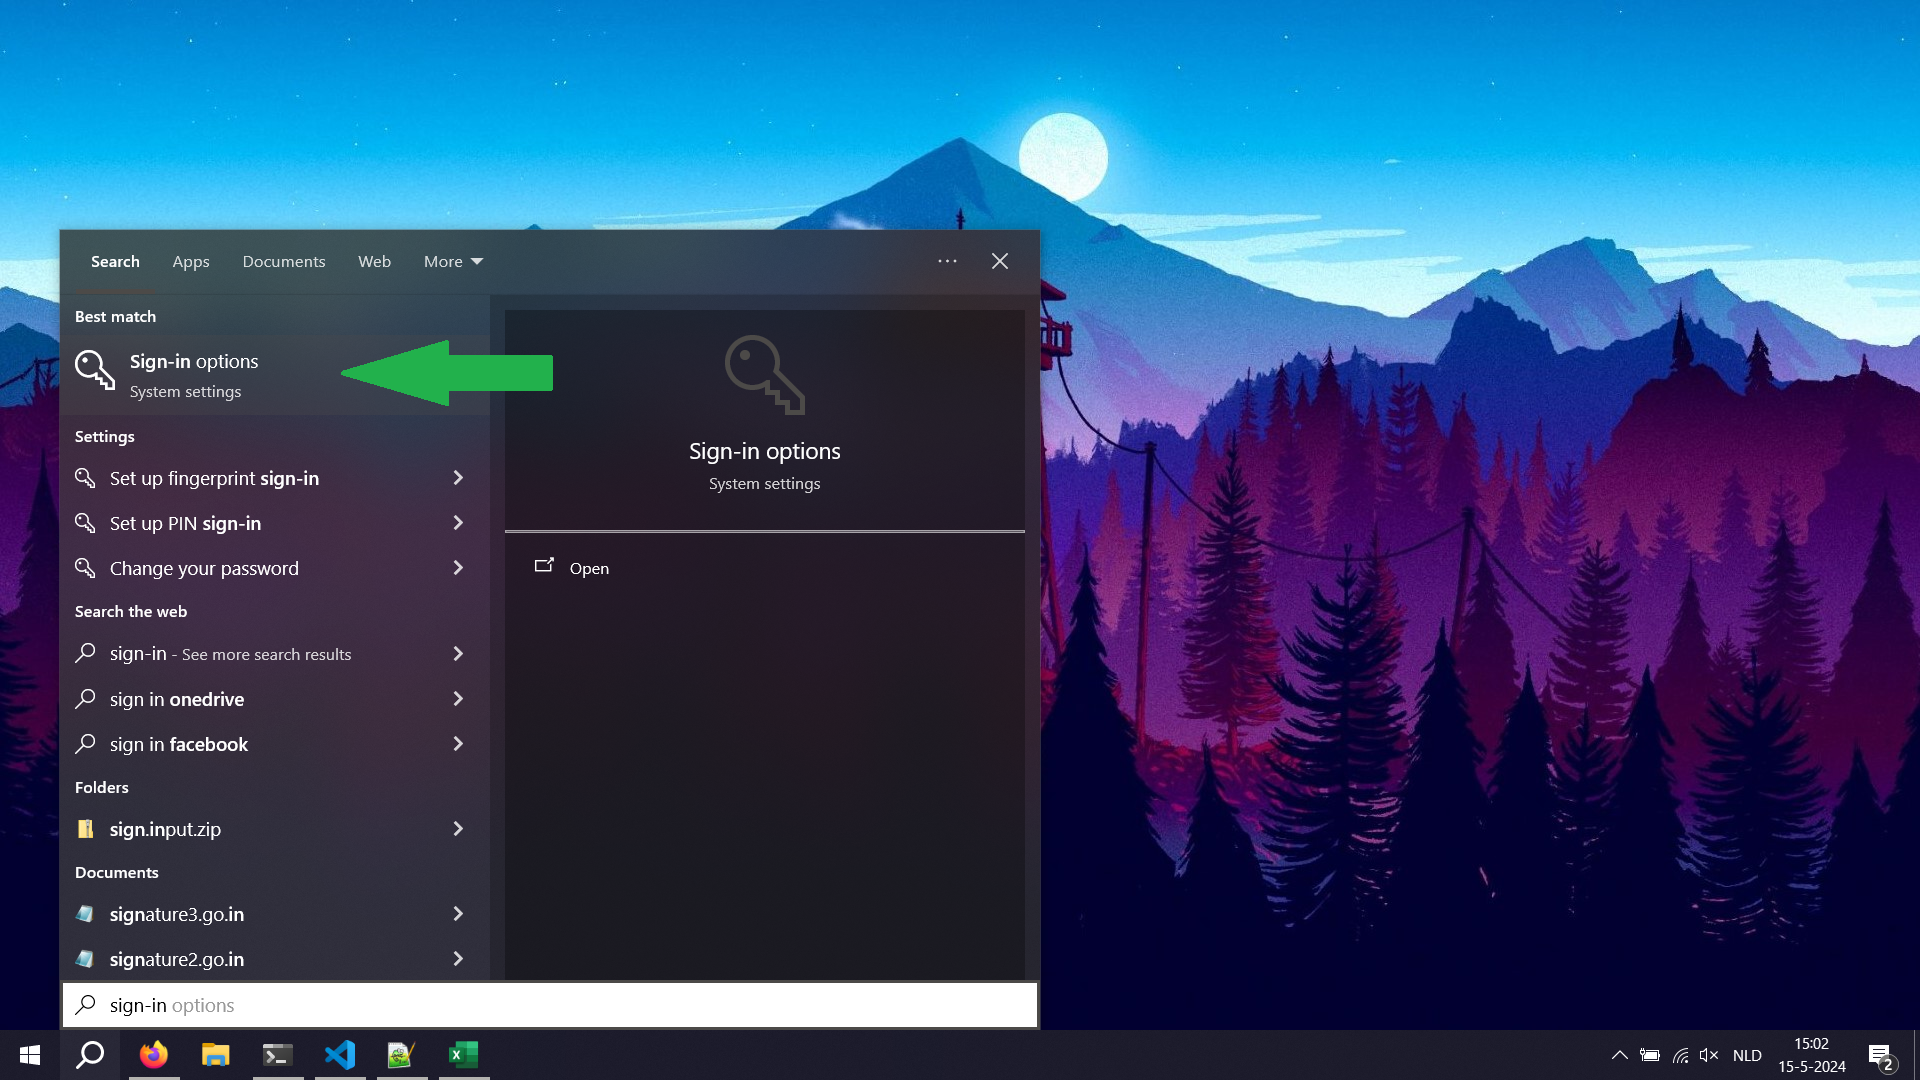 Search Apps Documents Web More
Best match
Sign-in options
System settings
Settings
Set up fingerprint sign-in
Set up PIN sign-in
Change your password
Search the web
sign-in - See more search results
sign in onedrive
sign in facebook
Folders
sign.input.zip
Documents
signature3.go.in
signature2.go.in
Sign-in options
System settings
Open
sign-in options
NLD
15:02
15-5-2024
2